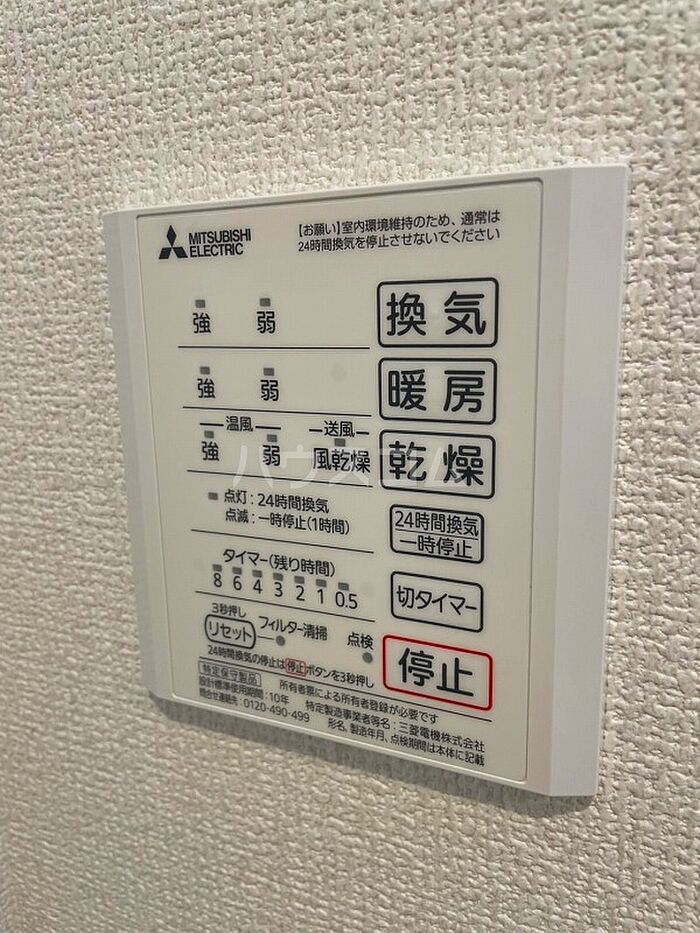 MITSUBISHI
ELECTRIC
【お願い】室内環境維持のため、通常は
24時間換気を停止させないでください
強 弱 換気
強 弱 暖房
温風 送風
強 弱 風乾燥 乾燥
ハウスコム
点灯:24時間換気
点滅:一時停止(1時間)
24時間換気
一時停止
タイマー(残り時間)
8 6 4 3 2 1 0.5
切タイマー
3秒押し
リセット フィルター清掃 点検
停止
24時間換気の停止は停止ボタンを3秒押し
特定保守製品 所有者票による所有者登録が必要です
設計標準使用期間:10年 特定製造事業者等名:三菱電機株式会社
問合せ連絡先:0120-490-499 形名、製造年月、点検期間は本体に記載